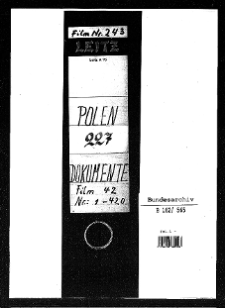 Film Nr. 243
LEITZ
POLEN
227
DOKUMENTE
Film 42
Nr: 1-420
Bundesarchiv
B 162/ 565